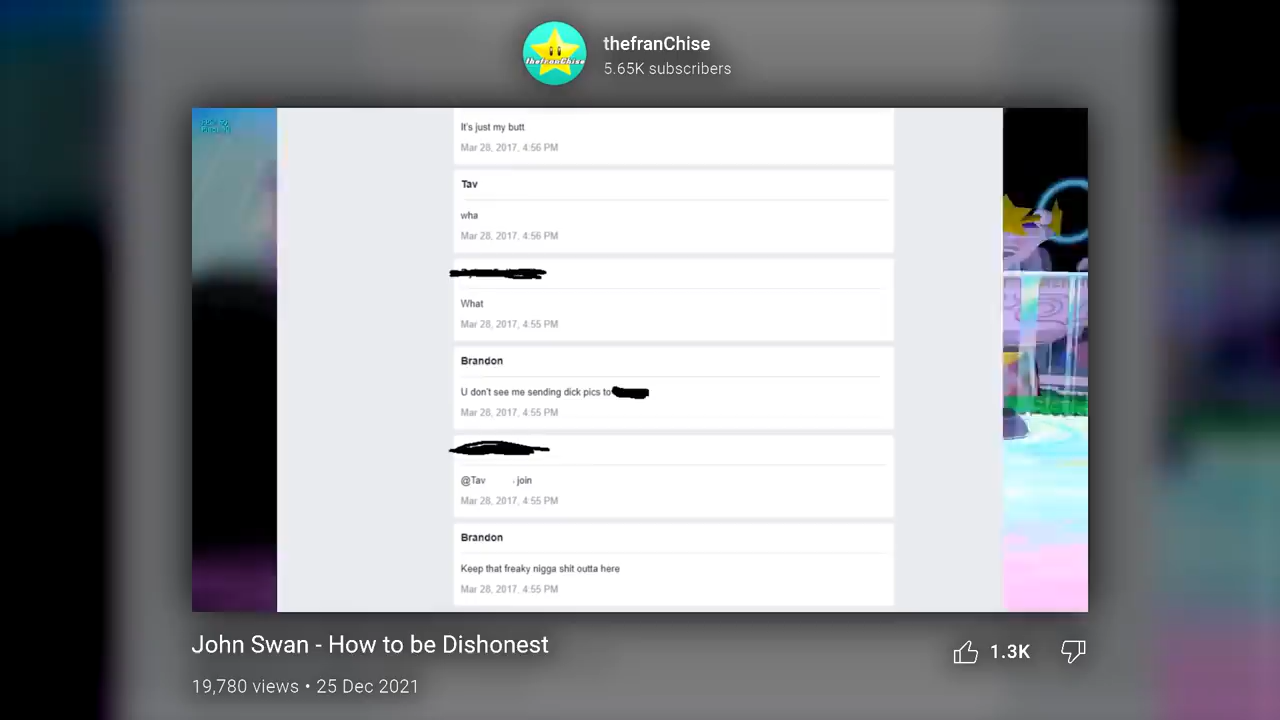 thefranChise
5.65K subscribers
thefranChise
It's just my butt
Mar 28, 2017, 4:56 PM
Tav
wha
Mar 28, 2017, 4:56 PM
What
Mar 28, 2017, 4:55 PM
Brandon
U don't see me sending dick pics to
Mar 28, 2017, 4:55 PM
@Tav join
Mar 28, 2017, 4:55 PM
Brandon
Keep that freaky nigga shit outta here
Mar 28, 2017, 4:55 PM
John Swan - How to be Dishonest
1.3K
19,780 views • 25 Dec 2021